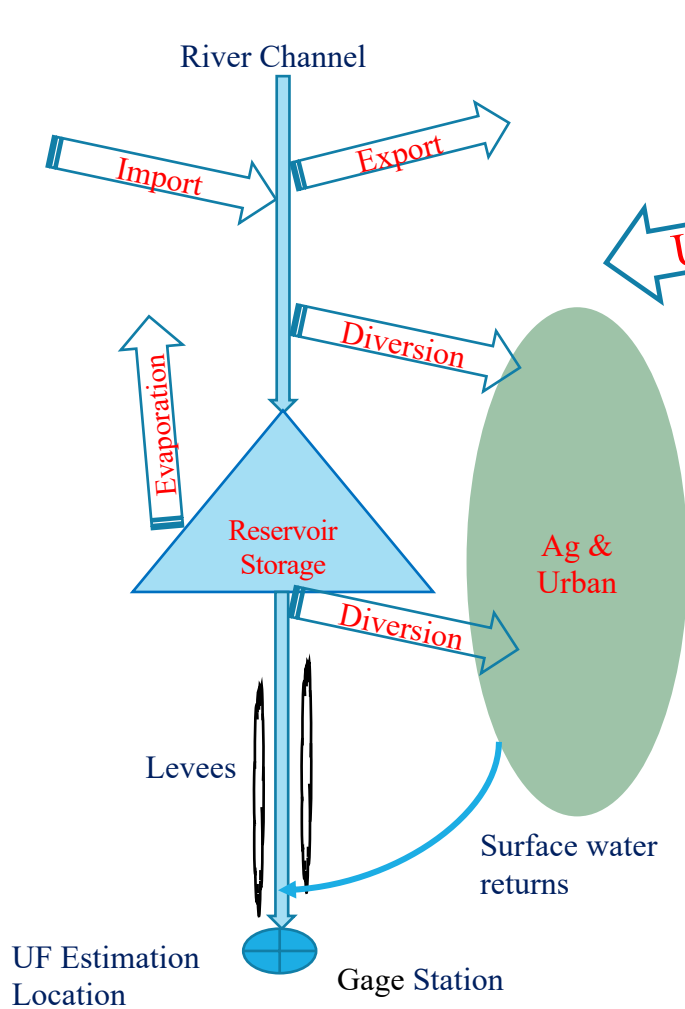 River Channel
Import
Export
U
Diversion
Evaporation
Reservoir
Storage
Ag &
Urban
Diversion
Levees
Surface water
returns
UF Estimation
Location
Gage Station